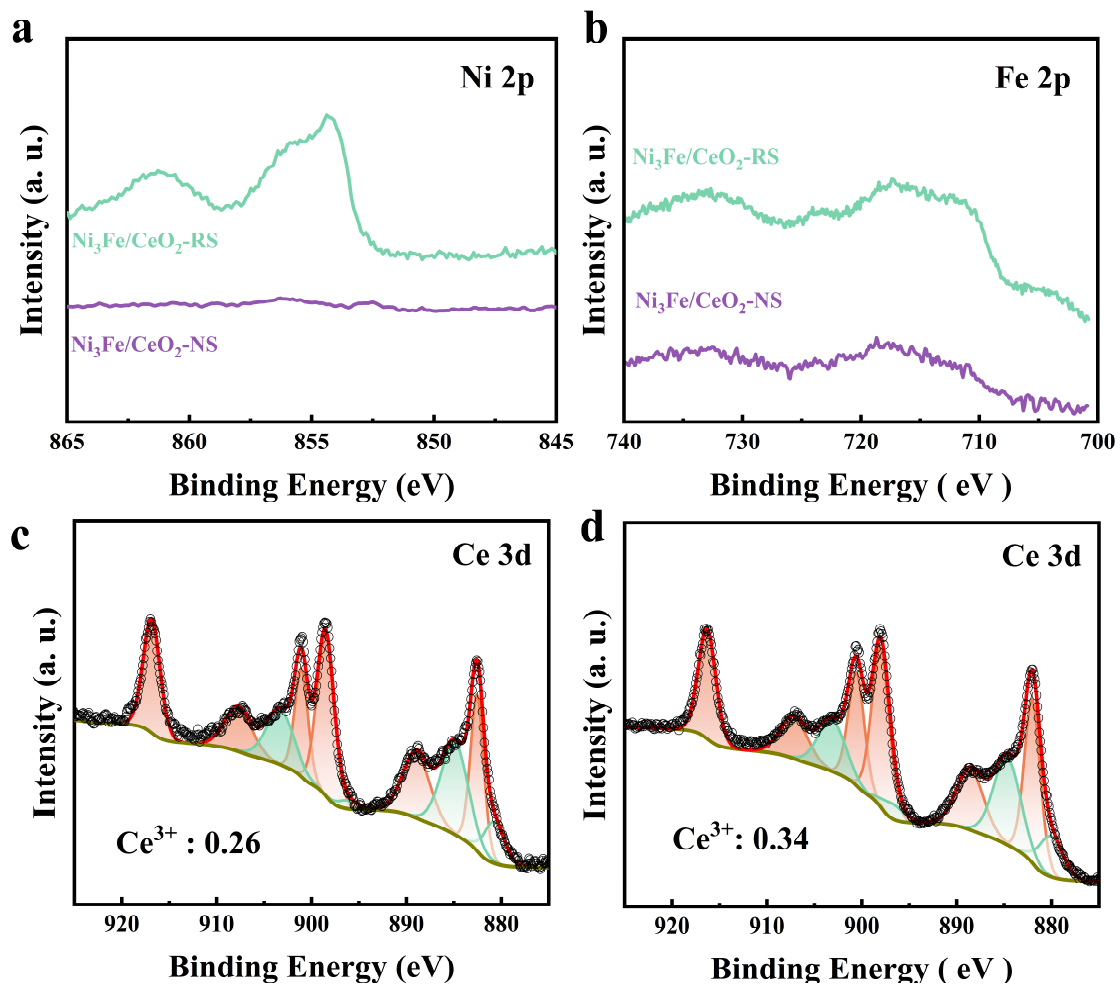 a
Ni 2p
Intensity (a. u.)
Ni₃Fe/CeO₂-RS
Ni₃Fe/CeO₂-NS
865 860 854 850 845
Binding Energy (eV)
b
Fe 2p
Intensity (a. u.)
Ni₃Fe/CeO₂-RS
Ni₃Fe/CeO₂-NS
740 730 720 710 700
Binding Energy ( eV )
c
Ce 3d
Intensity (a. u.)
Ce³⁺ : 0.26
920 910 900 890 880
Binding Energy (eV)
d
Ce 3d
Intensity (a. u.)
Ce³⁺: 0.34
920 910 900 890 880
Binding Energy ( eV )